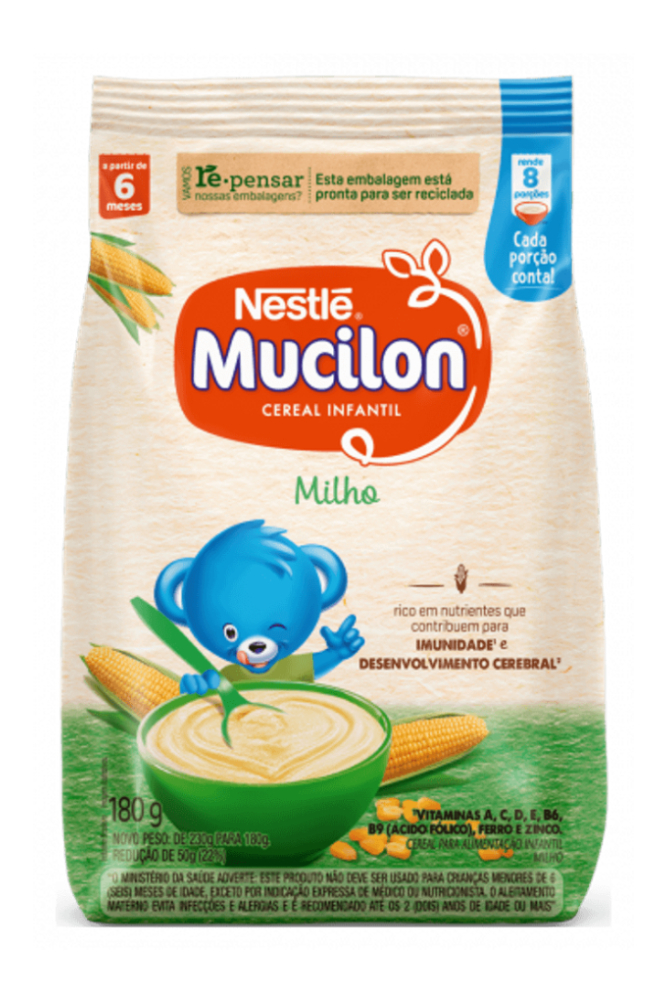 a partir de
6
meses
VAMOS
re·pensar
nossas embalagens?
Esta embalagem está
pronta para ser reciclada
rende
8
porções
Cada
porção
conta!
Nestlé®
Mucilon®
CEREAL INFANTIL
Milho
rico em nutrientes que
contribuem para
IMUNIDADE¹ e
DESENVOLVIMENTO CEREBRAL²
180 g
NOVO PESO: DE 230g PARA 180g.
REDUÇÃO DE 50g (22%)
¹VITAMINAS A, C, D, E, B6,
B9 (ÁCIDO FÓLICO), FERRO E ZINCO.
CEREAL PARA ALIMENTAÇÃO INFANTIL
MILHO
"O MINISTÉRIO DA SAÚDE ADVERTE: ESTE PRODUTO NÃO DEVE SER USADO PARA CRIANÇAS MENORES DE 6
(SEIS) MESES DE IDADE, EXCETO POR INDICAÇÃO EXPRESSA DE MÉDICO OU NUTRICIONISTA. O ALEITAMENTO
MATERNO EVITA INFECÇÕES E ALERGIAS E É RECOMENDADO ATÉ OS 2 (DOIS) ANOS DE IDADE OU MAIS"